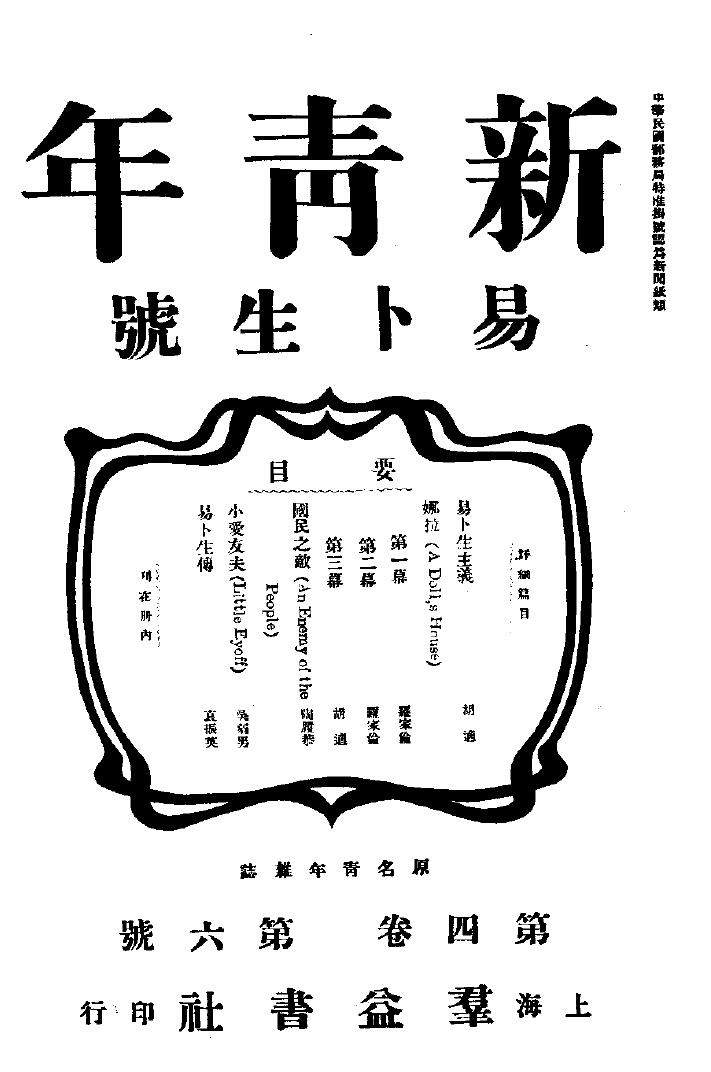 中華民國郵務局特准掛號認爲新聞紙類
新青年
易卜生號
要目
詳細篇目
易卜生主義 胡適
娜拉 (A Doll,s House)
第一幕 羅家倫
第二幕 羅家倫
第三幕 胡適
國民之敵 (An Enemy of the 陶履恭
People)
小愛友夫 (Little Eyoff) 吳弱男
易卜生傳 袁振英
列在册內
原名青年雜誌
第四卷 第六號
上海羣益書社印行